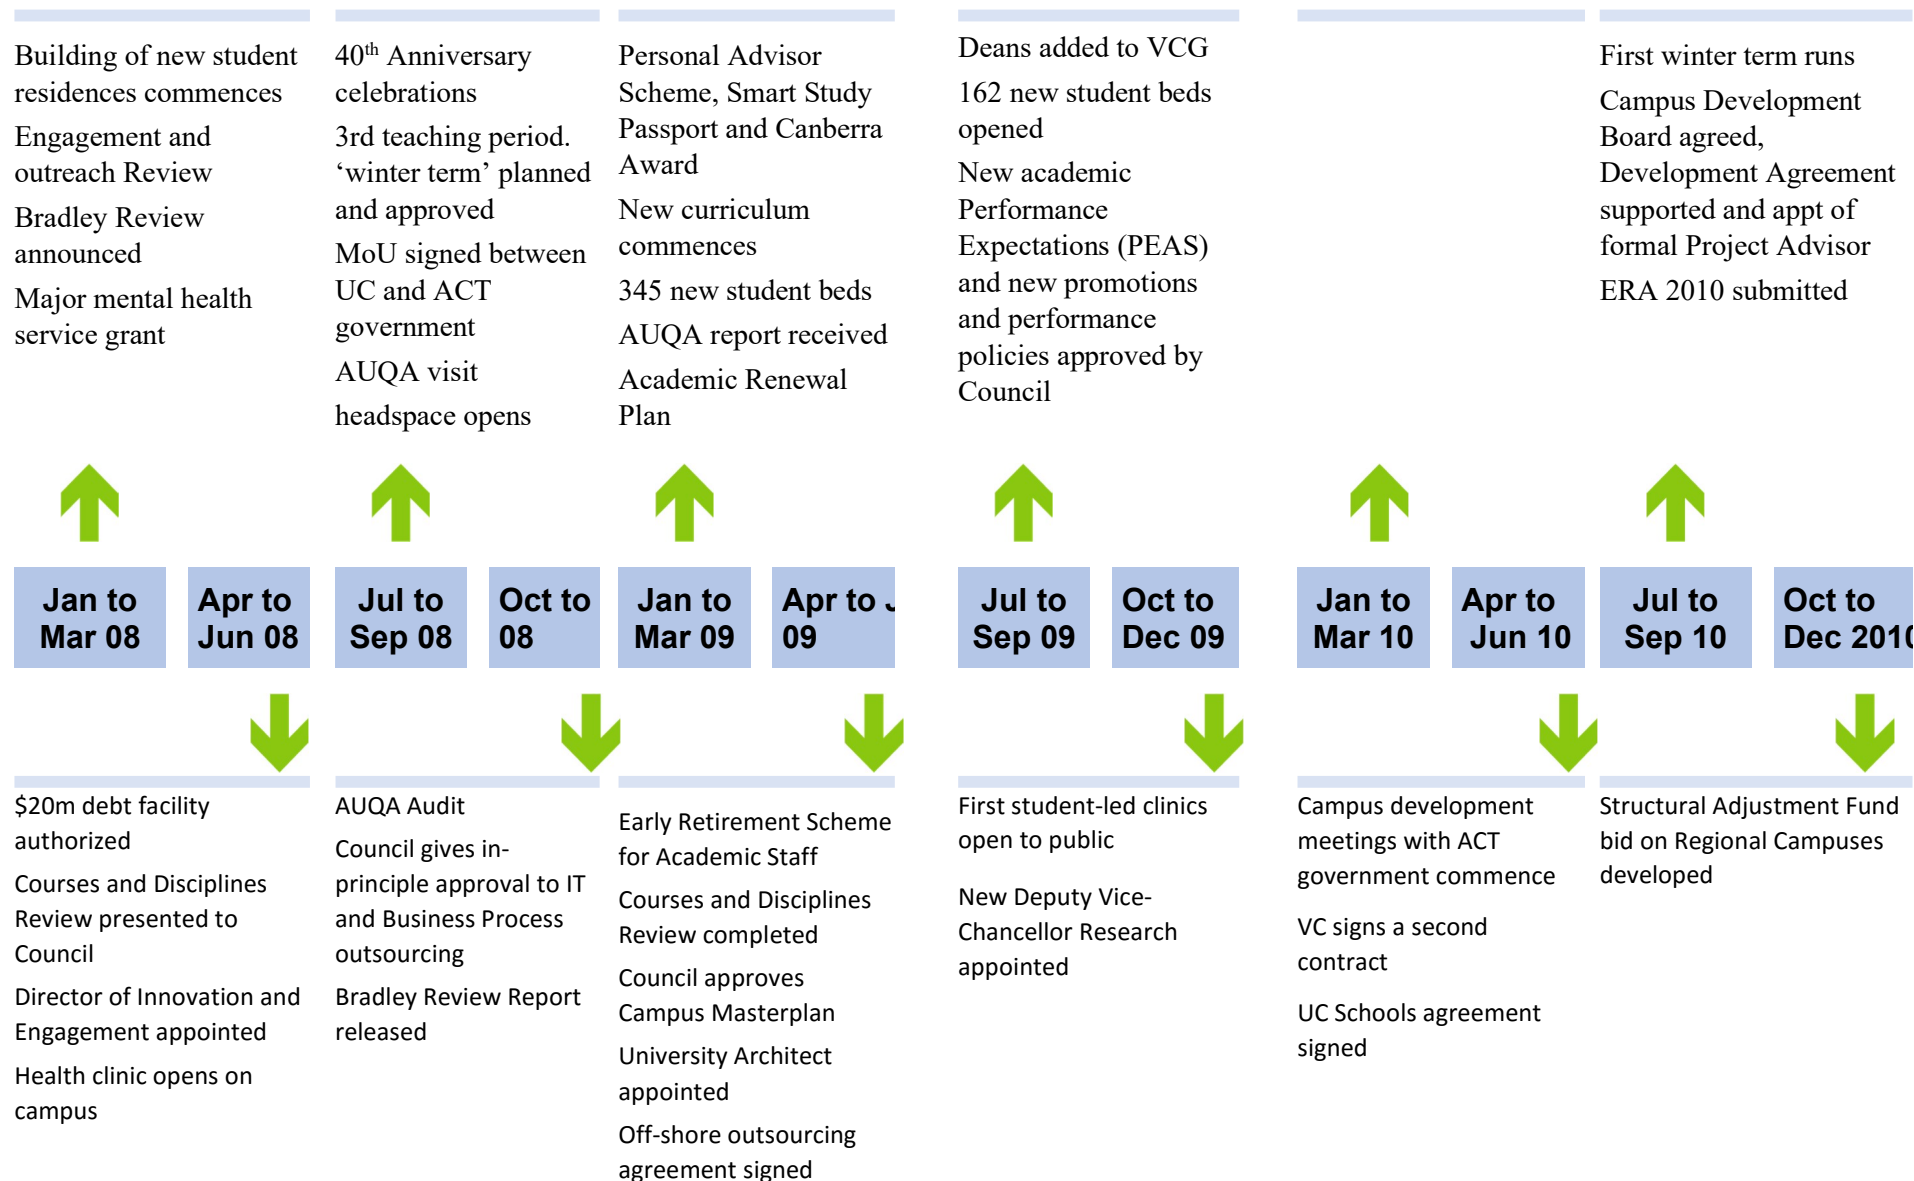 Building of new student
residences commences
Engagement and
outreach Review
Bradley Review
announced
Major mental health
service grant
40th Anniversary
celebrations
3rd teaching period.
‘winter term’ planned
and approved
MoU signed between
UC and ACT
government
AUQA visit
headspace opens
Personal Advisor
Scheme, Smart Study
Passport and Canberra
Award
New curriculum
commences
345 new student beds
AUQA report received
Academic Renewal
Plan
Deans added to VCG
162 new student beds
opened
New academic
Performance
Expectations (PEAS)
and new promotions
and performance
policies approved by
Council
First winter term runs
Campus Development
Board agreed,
Development Agreement
supported and appt of
formal Project Advisor
ERA 2010 submitted
Jan to
Mar 08
Apr to
Jun 08
Jul to
Sep 08
Oct to
08
Jan to
Mar 09
Apr to J
09
Jul to
Sep 09
Oct to
Dec 09
Jan to
Mar 10
Apr to
Jun 10
Jul to
Sep 10
Oct to
Dec 2010
$20m debt facility
authorized
Courses and Disciplines
Review presented to
Council
Director of Innovation and
Engagement appointed
Health clinic opens on
campus
AUQA Audit
Council gives in-
principle approval to IT
and Business Process
outsourcing
Bradley Review Report
released
Early Retirement Scheme
for Academic Staff
Courses and Disciplines
Review completed
Council approves
Campus Masterplan
University Architect
appointed
Off-shore outsourcing
agreement signed
First student-led clinics
open to public
New Deputy Vice-
Chancellor Research
appointed
Campus development
meetings with ACT
government commence
VC signs a second
contract
UC Schools agreement
signed
Structural Adjustment Fund
bid on Regional Campuses
developed